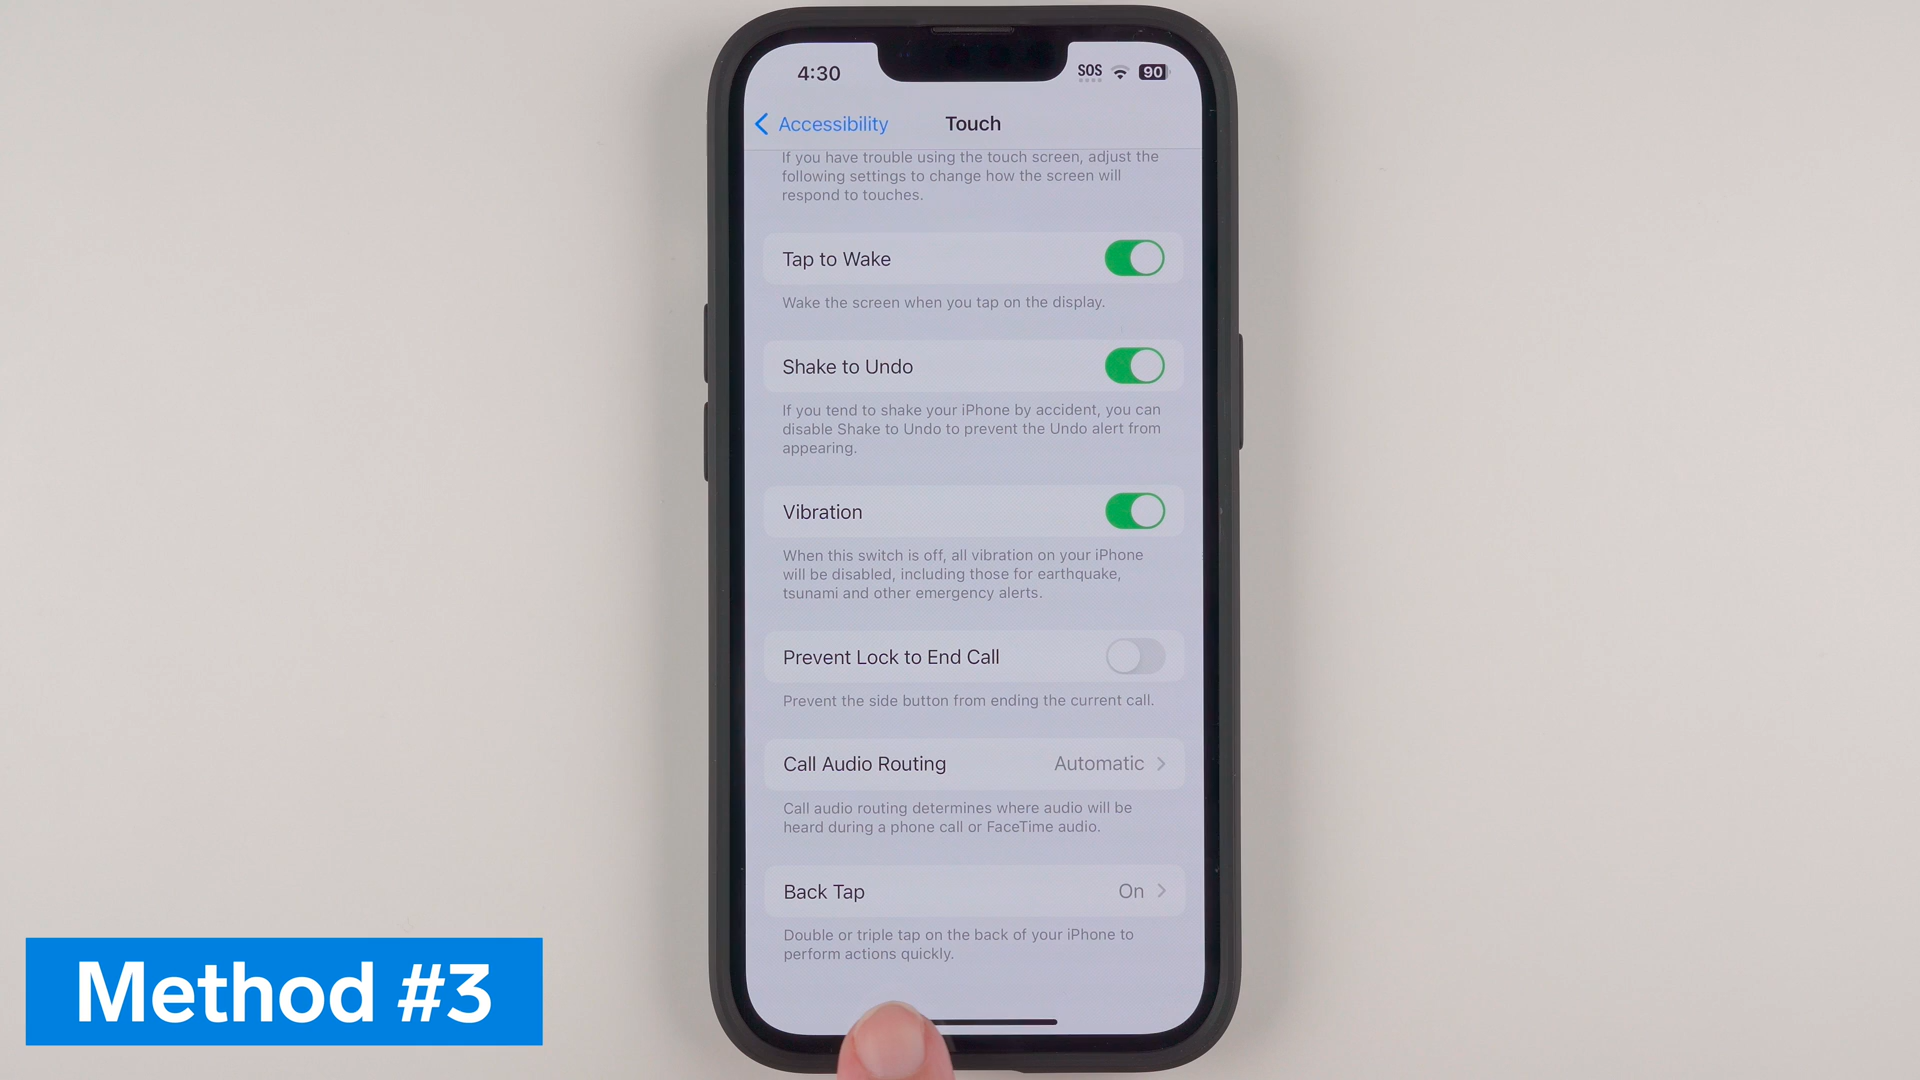 4:30
SOS
90
Accessibility
Touch
If you have trouble using the touch screen, adjust the
following settings to change how the screen will
respond to touches.
Tap to Wake
Wake the screen when you tap on the display.
Shake to Undo
If you tend to shake your iPhone by accident, you can
disable Shake to Undo to prevent the Undo alert from
appearing.
Vibration
When this switch is off, all vibration on your iPhone
will be disabled, including those for earthquake,
tsunami and other emergency alerts.
Prevent Lock to End Call
Prevent the side button from ending the current call.
Call Audio Routing
Automatic
Call audio routing determines where audio will be
heard during a phone call or FaceTime audio.
Back Tap
On
Double or triple tap on the back of your iPhone to
perform actions quickly.
Method #3